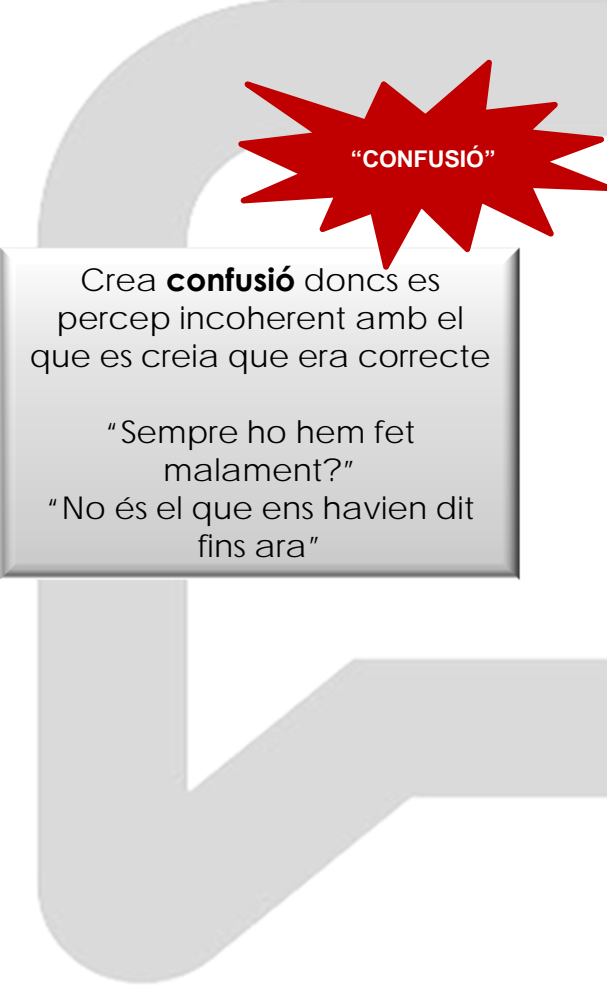 “CONFUSIÓ”
Crea confusió doncs es
percep incoherent amb el
que es creia que era correcte
“Sempre ho hem fet
malament?”
“No és el que ens havien dit
fins ara”